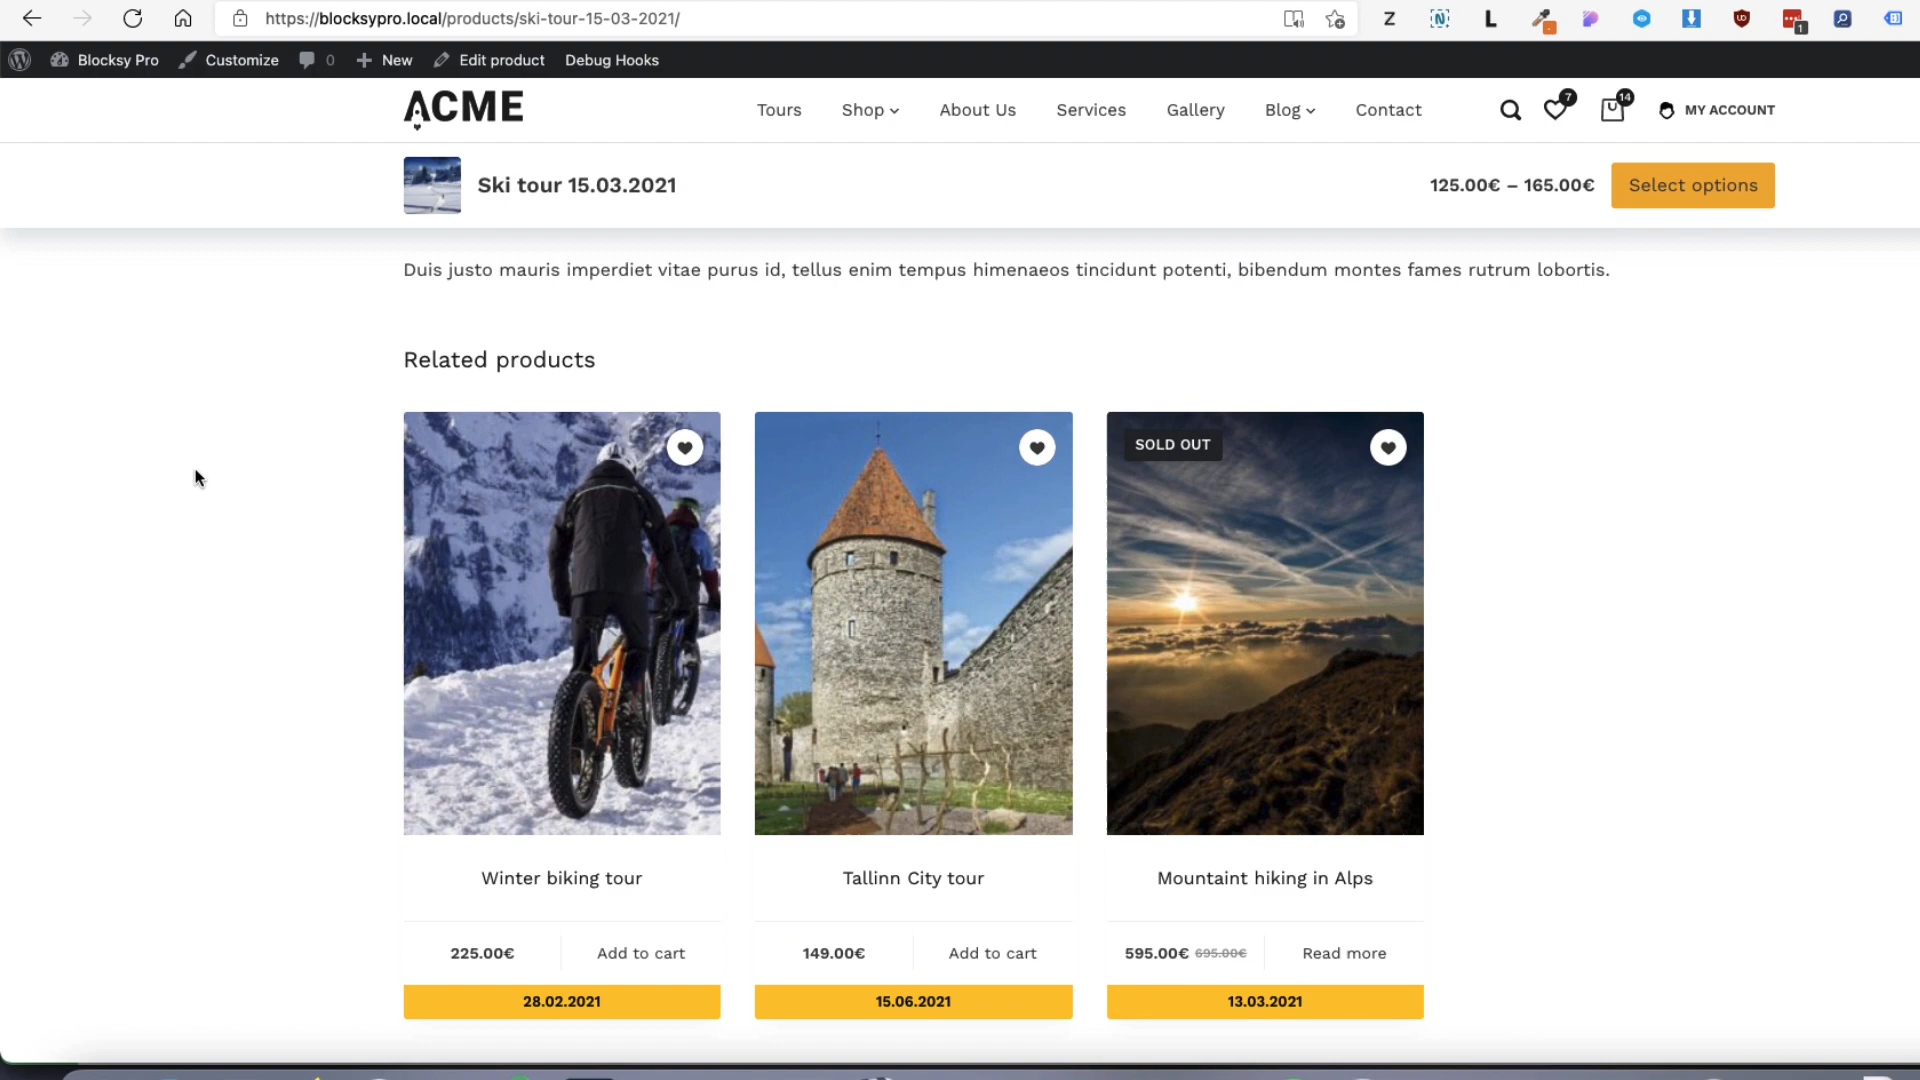 https://blocksypro.local/products/ski-tour-15-03-2021/
Z N L UD 1
Blocksy Pro Customize 0 New Edit product Debug Hooks
ACME Tours Shop About Us Services Gallery Blog Contact 7 14 MY ACCOUNT
Ski tour 15.03.2021 125.00€ – 165.00€ Select options
Duis justo mauris imperdiet vitae purus id, tellus enim tempus himenaeos tincidunt potenti, bibendum montes fames rutrum lobortis.
Related products
SOLD OUT
Winter biking tour Tallinn City tour Mountaint hiking in Alps
225.00€ Add to cart 149.00€ Add to cart 595.00€ 695.00€ Read more
28.02.2021 15.06.2021 13.03.2021